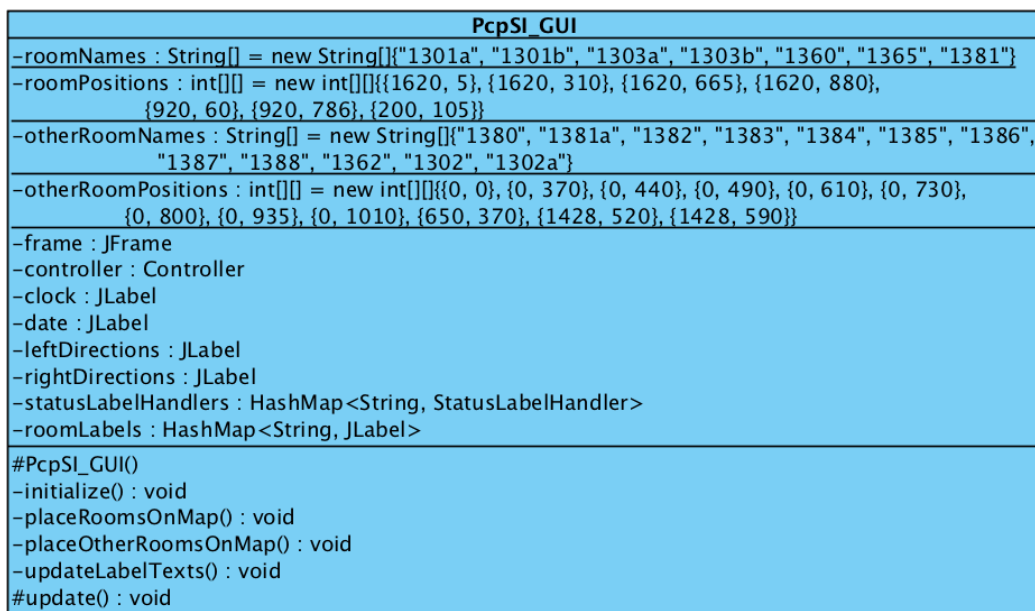 PcpSI_GUI
-roomNames : String[] = new String[]{"1301a", "1301b", "1303a", "1303b", "1360", "1365", "1381"}
-roomPositions : int[][] = new int[][]{{1620, 5}, {1620, 310}, {1620, 665}, {1620, 880},
{920, 60}, {920, 786}, {200, 105}}
-otherRoomNames : String[] = new String[]{"1380", "1381a", "1382", "1383", "1384", "1385", "1386",
"1387", "1388", "1362", "1302", "1302a"}
-otherRoomPositions : int[][] = new int[][]{{0, 0}, {0, 370}, {0, 440}, {0, 490}, {0, 610}, {0, 730},
{0, 800}, {0, 935}, {0, 1010}, {650, 370}, {1428, 520}, {1428, 590}}
-frame : JFrame
-controller : Controller
-clock : JLabel
-date : JLabel
-leftDirections : JLabel
-rightDirections : JLabel
-statusLabelHandlers : HashMap<String, StatusLabelHandler>
-roomLabels : HashMap<String, JLabel>
#PcpSI_GUI()
-initialize() : void
-placeRoomsOnMap() : void
-placeOtherRoomsOnMap() : void
-updateLabelTexts() : void
#update() : void